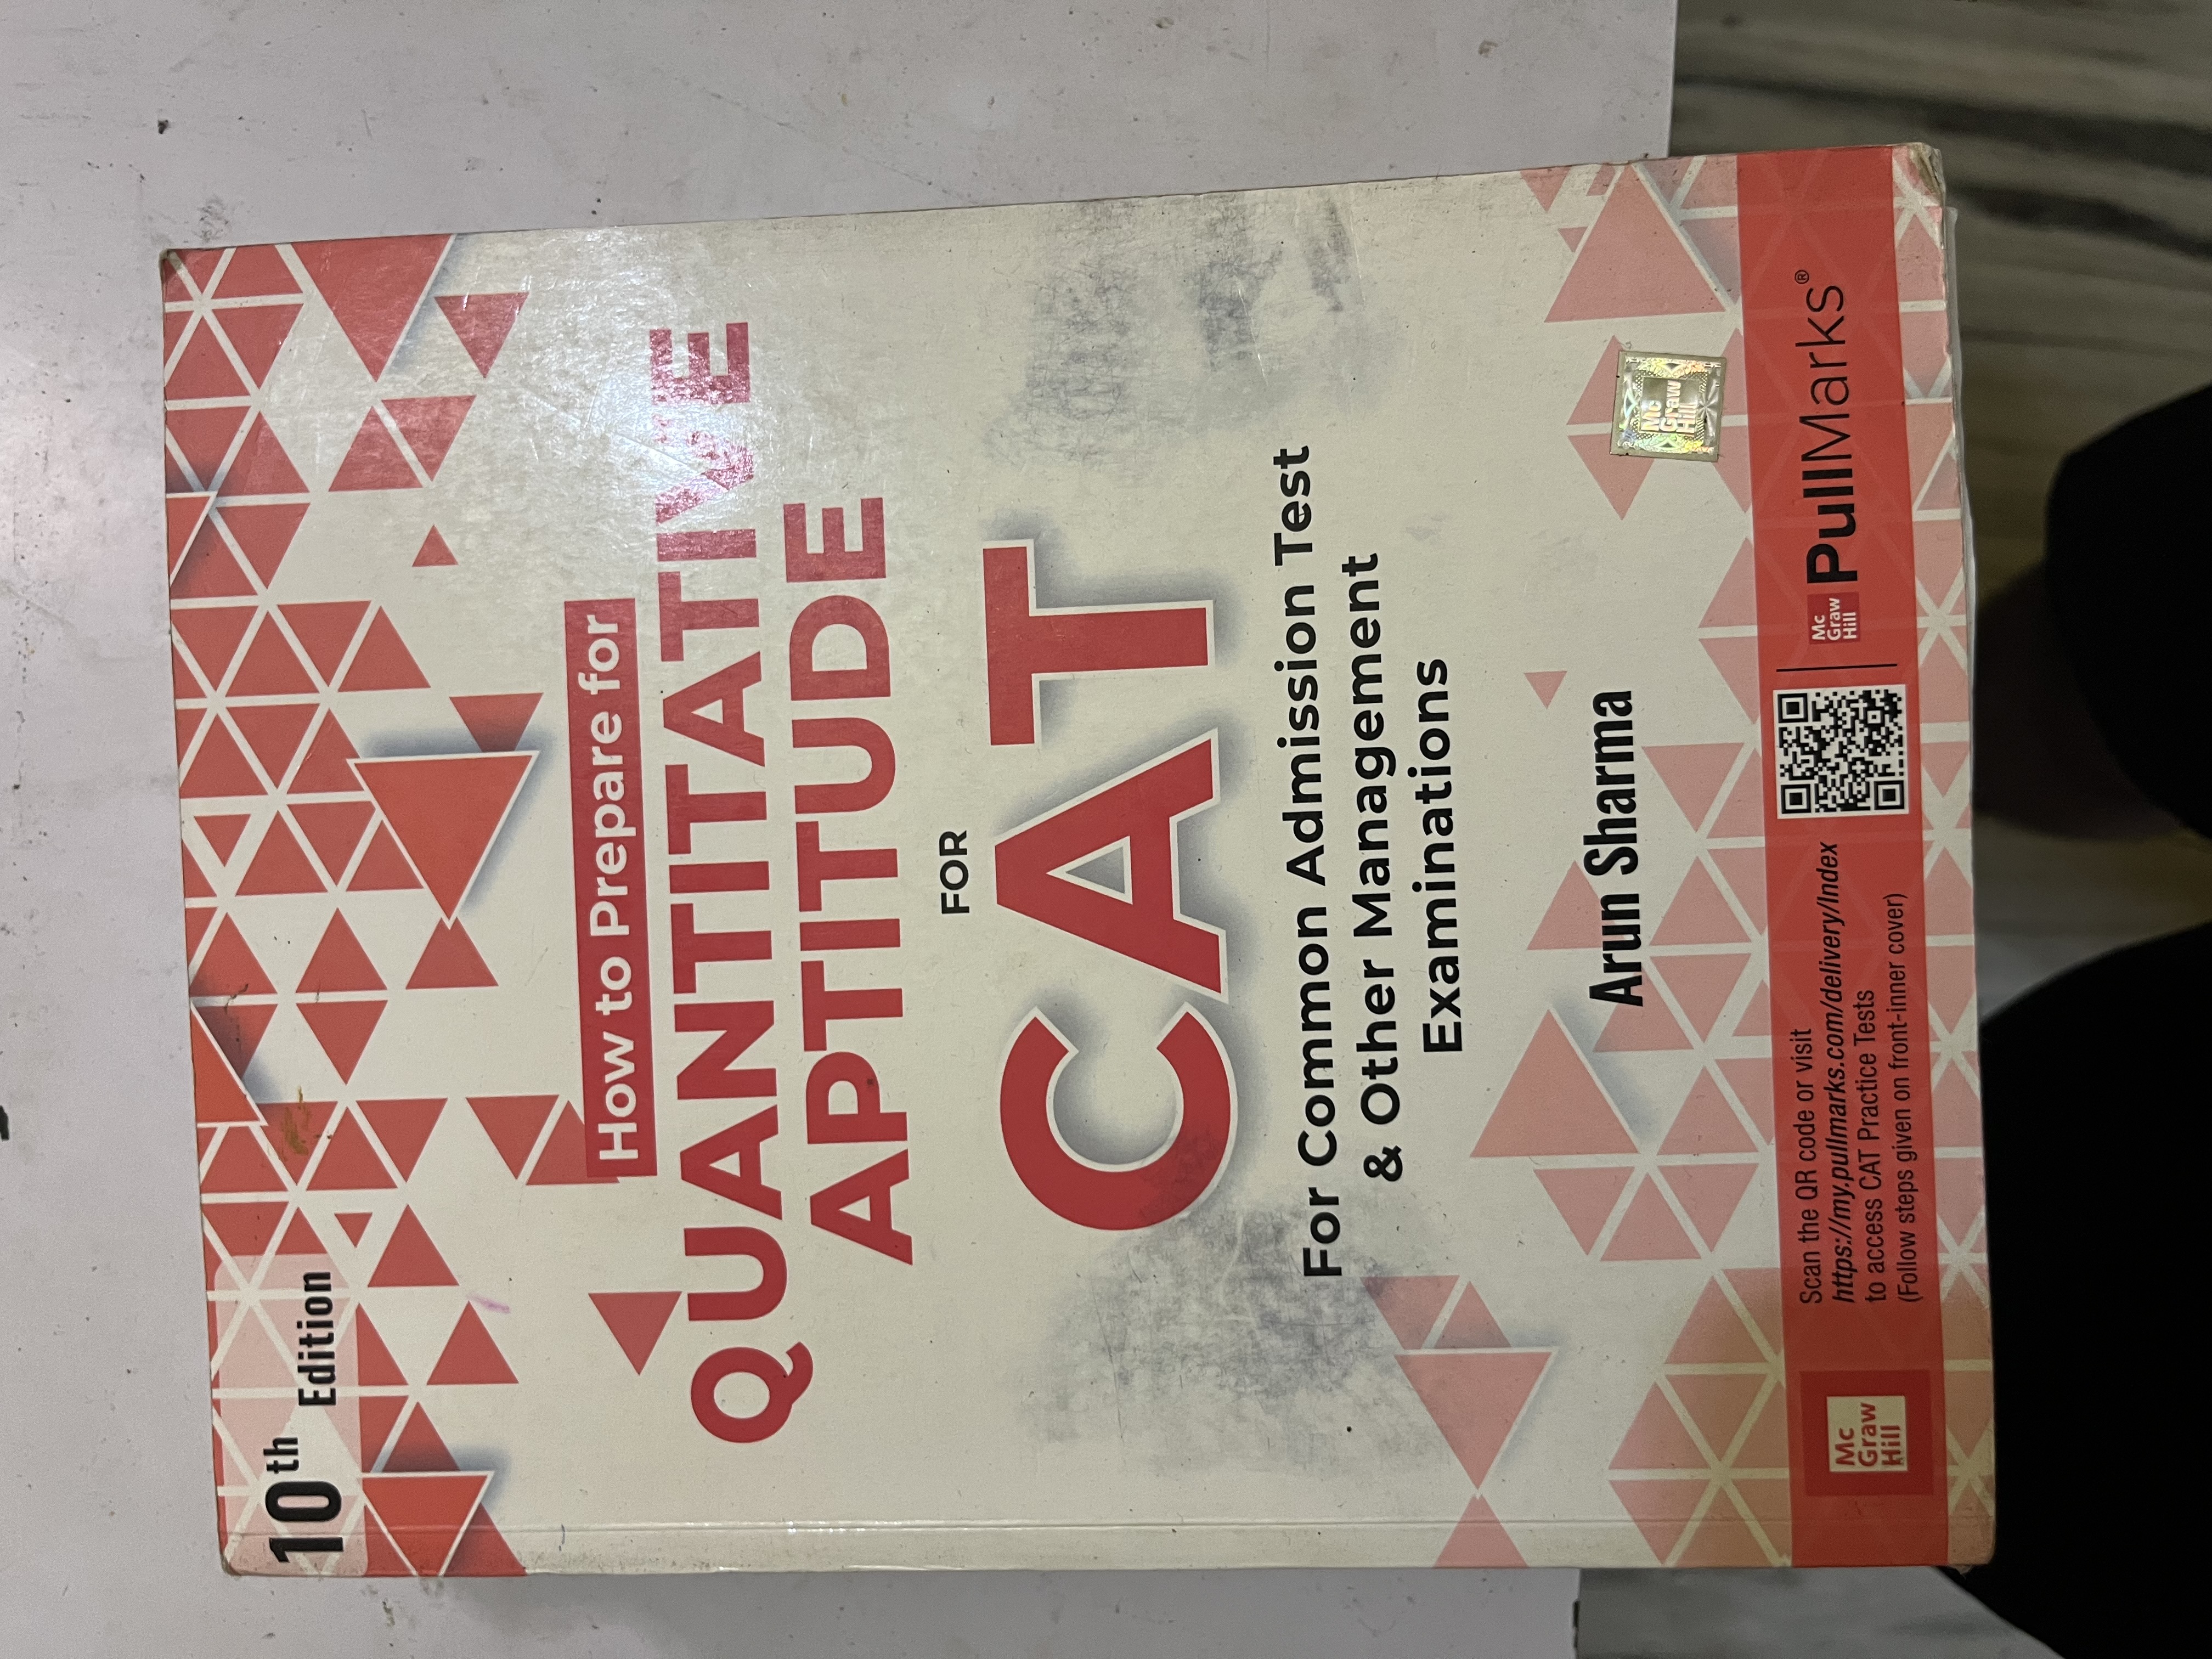 10th Edition
How to Prepare for
QUANTITATIVE
APTITUDE
FOR
CAT
For Common Admission Test
& Other Management
Examinations
Arun Sharma
Mc
Graw
Hill
Mc
Graw
Hill
Scan the QR code or visit
https://my.pullmarks.com/delivery/index
to access CAT Practice Tests
(Follow steps given on front-inner cover)
Mc
Graw
Hill
PullMarks®